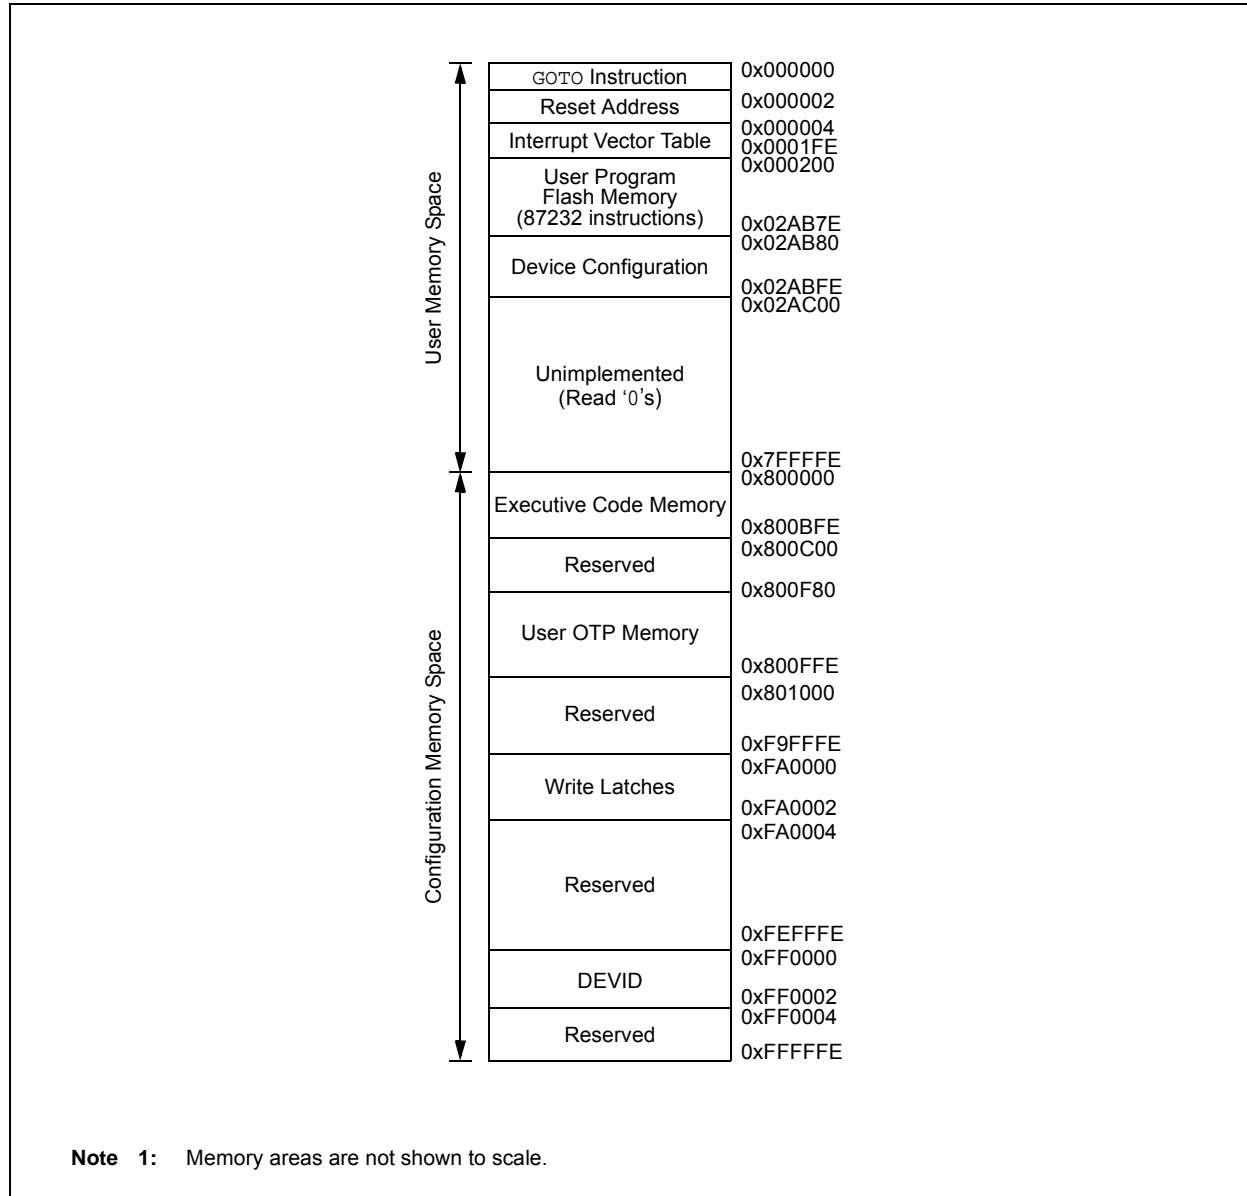 GOTO Instruction
0x000000
Reset Address
0x000002
Interrupt Vector Table
0x000004
0x0001FE
User Program
Flash Memory
(87232 instructions)
0x000200
0x02AB7E
Device Configuration
0x02AB80
0x02ABFE
Unimplemented
(Read ‘0’s)
0x02AC00
0x7FFFFE
User Memory Space
Executive Code Memory
0x800000
0x800BFE
Reserved
0x800C00
User OTP Memory
0x800F80
0x800FFE
Reserved
0x801000
0xF9FFFE
Write Latches
0xFA0000
0xFA0002
Reserved
0xFA0004
0xFEFFFE
DEVID
0xFF0000
0xFF0002
Reserved
0xFF0004
0xFFFFFE
Configuration Memory Space
Note 1: Memory areas are not shown to scale.